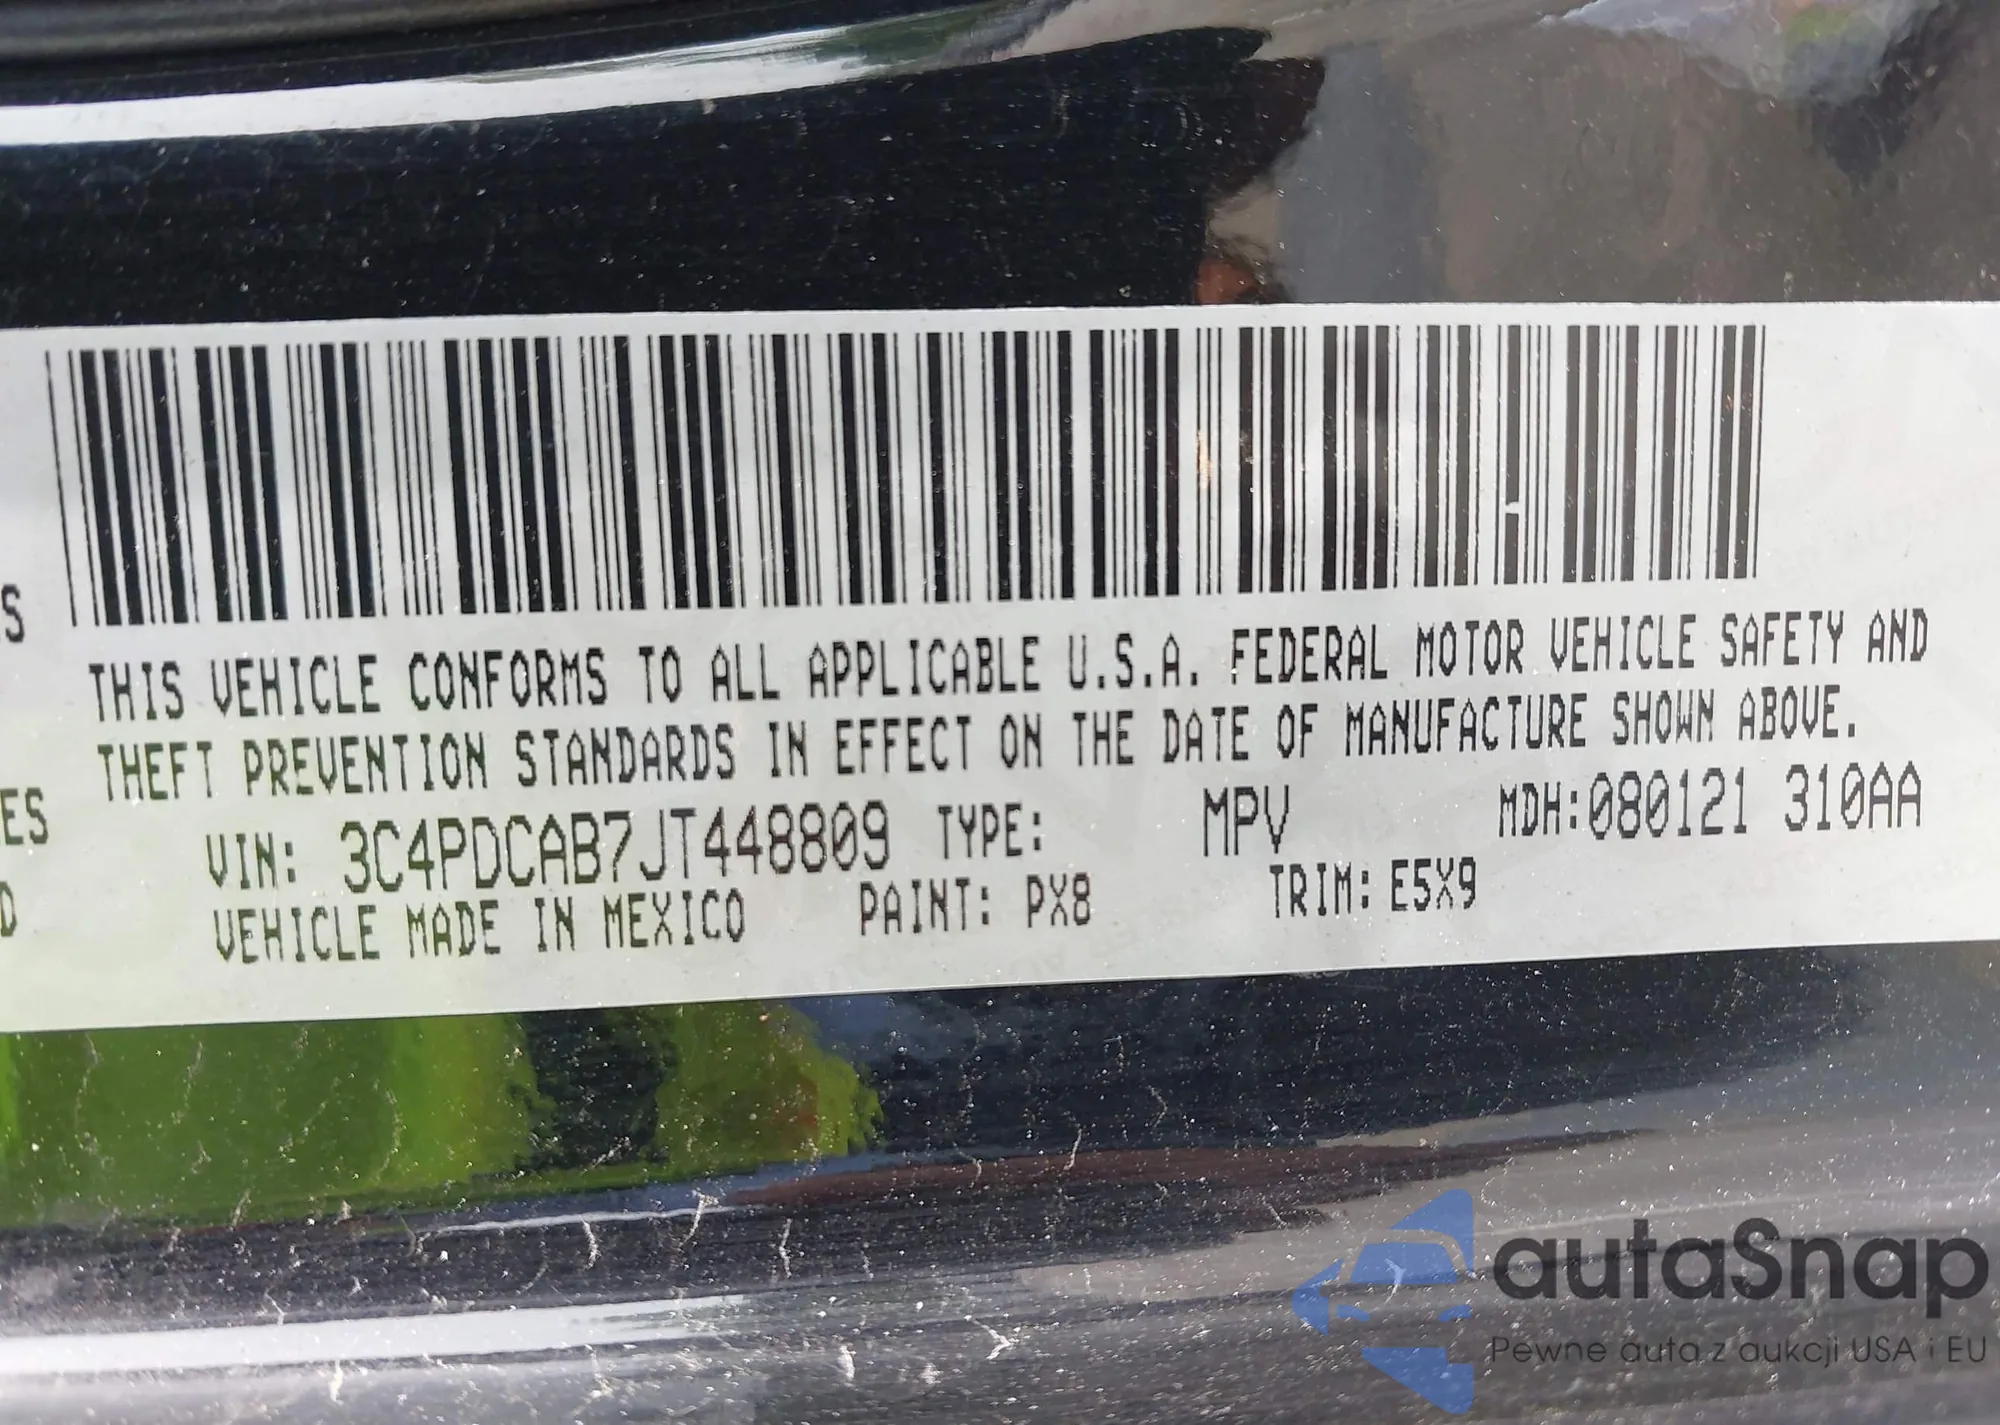 S
THIS VEHICLE CONFORMS TO ALL APPLICABLE U.S.A. FEDERAL MOTOR VEHICLE SAFETY AND
THEFT PREVENTION STANDARDS IN EFFECT ON THE DATE OF MANUFACTURE SHOWN ABOVE.
ES
VIN: 3C4PDCAB7JT448809 TYPE: MPV MDH:080121 310AA
D
VEHICLE MADE IN MEXICO PAINT: PX8 TRIM: E5X9
autaSnap
Pewne auta z aukcji USA i EU